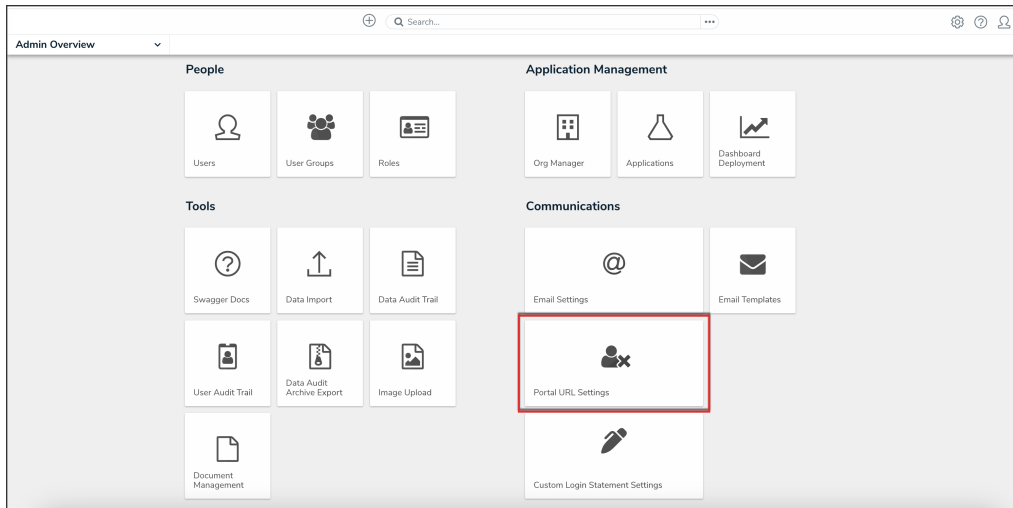 Search...
Admin Overview
People
Users
User Groups
Roles
Application Management
Org Manager
Applications
Dashboard
Deployment
Tools
Swagger Docs
Data Import
Data Audit Trail
User Audit Trail
Data Audit
Archive Export
Image Upload
Document
Management
Communications
Email Settings
Email Templates
Portal URL Settings
Custom Login Statement Settings